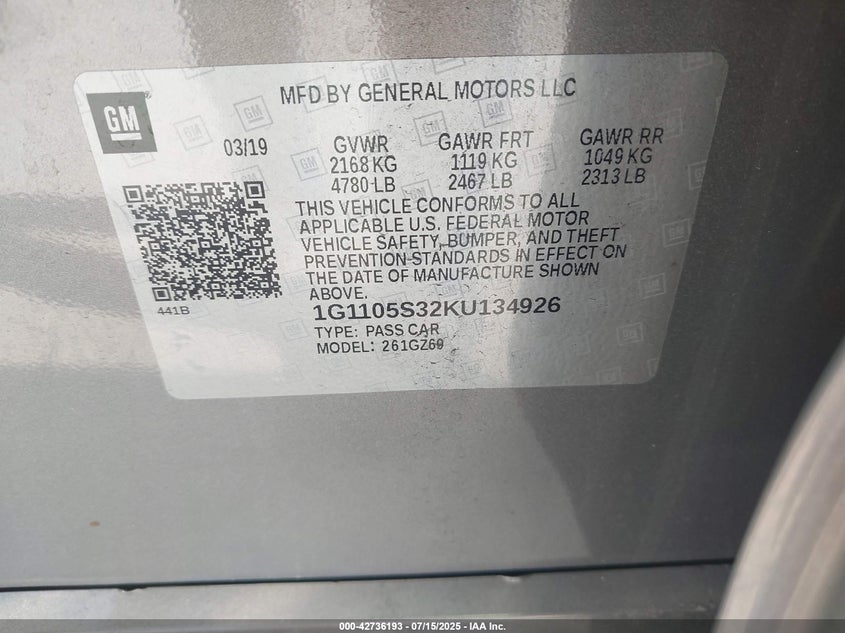 GM
MFD BY GENERAL MOTORS LLC
03/19 GVWR GAWR FRT GAWR RR
2168 KG 1119 KG 1049 KG
4780 LB 2467 LB 2313 LB
THIS VEHICLE CONFORMS TO ALL
APPLICABLE U.S. FEDERAL MOTOR
VEHICLE SAFETY, BUMPER, AND THEFT
PREVENTION STANDARDS IN EFFECT ON
THE DATE OF MANUFACTURE SHOWN
ABOVE.
441B
1G1105S32KU134926
TYPE: PASS CAR
MODEL: 261GZ69
000-42736193 - 07/15/2025 - IAA Inc.